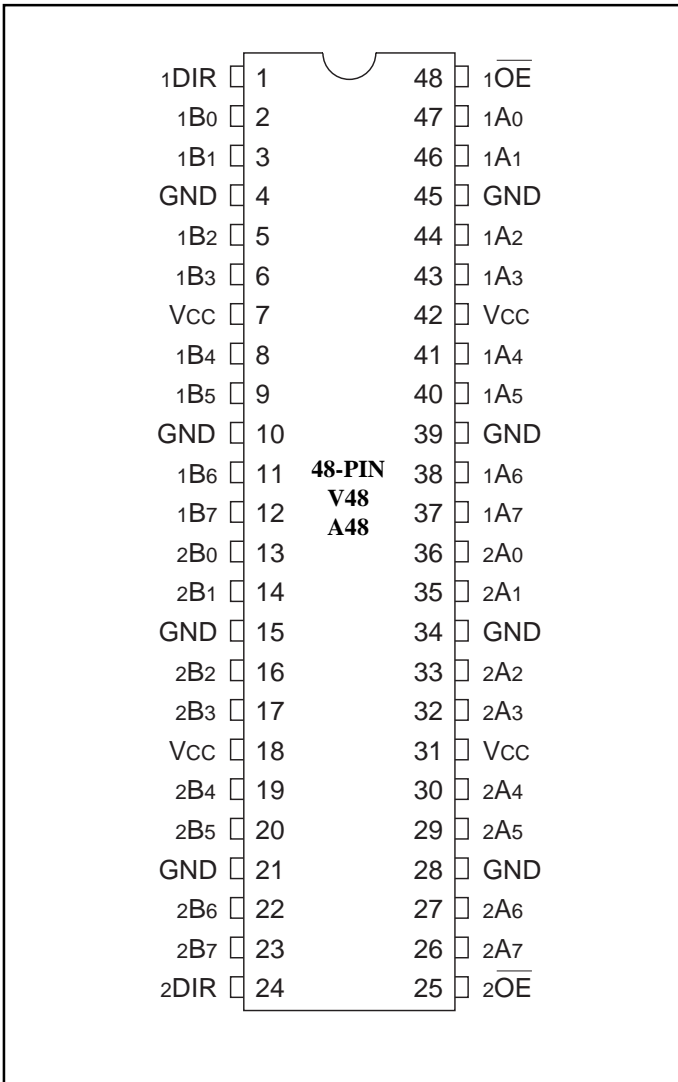 1DIR 1 48 1O̅E̅
1B0 2 47 1A0
1B1 3 46 1A1
GND 4 45 GND
1B2 5 44 1A2
1B3 6 43 1A3
VCC 7 42 VCC
1B4 8 41 1A4
1B5 9 40 1A5
GND 10 39 GND
1B6 11 48-PIN 38 1A6
V48
1B7 12 37 1A7
A48
2B0 13 36 2A0
2B1 14 35 2A1
GND 15 34 GND
2B2 16 33 2A2
2B3 17 32 2A3
VCC 18 31 VCC
2B4 19 30 2A4
2B5 20 29 2A5
GND 21 28 GND
2B6 22 27 2A6
2B7 23 26 2A7
2DIR 24 25 2O̅E̅